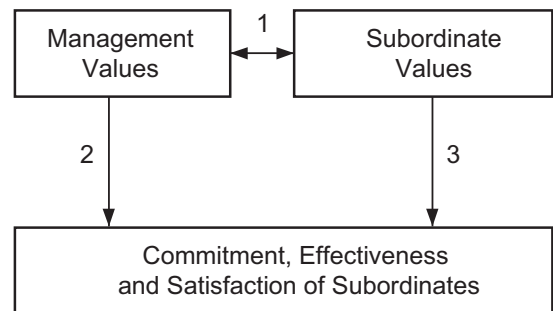 1
Management
Values
Subordinate
Values
2
3
Commitment, Effectiveness
and Satisfaction of Subordinates